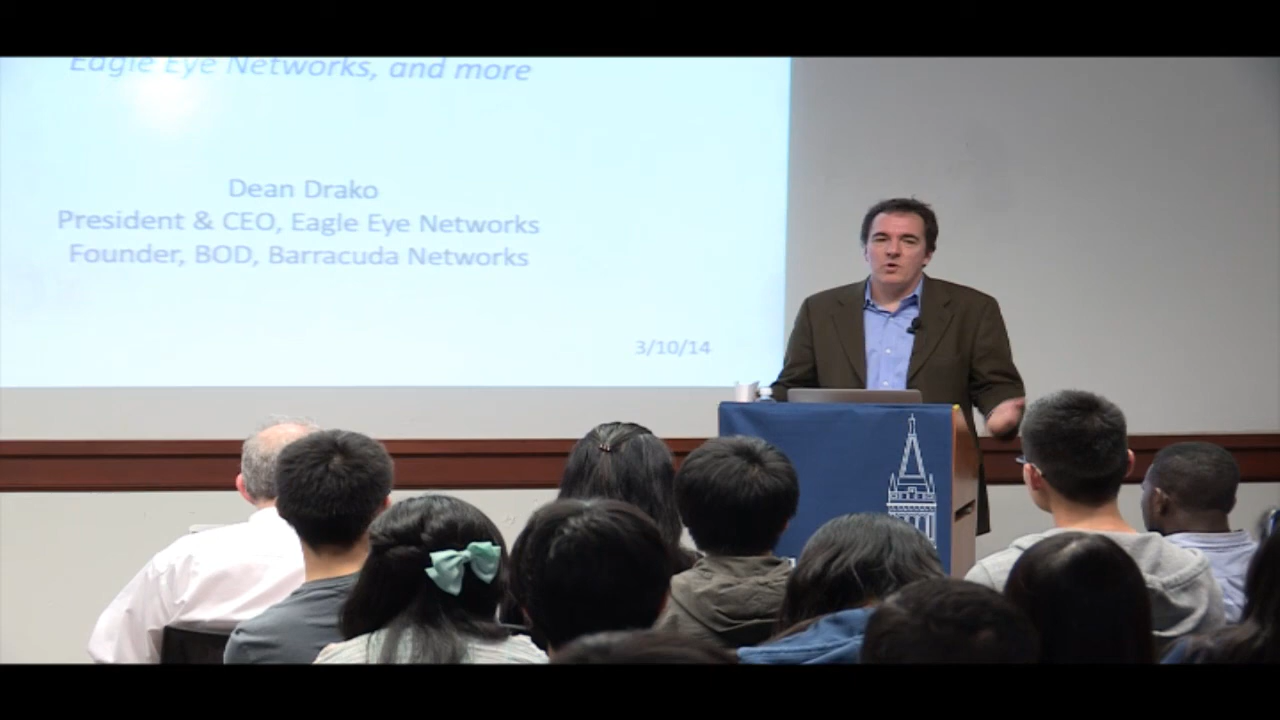 Eagle Eye Networks, and more
Dean Drako
President & CEO, Eagle Eye Networks
Founder, BOD, Barracuda Networks
3/10/14